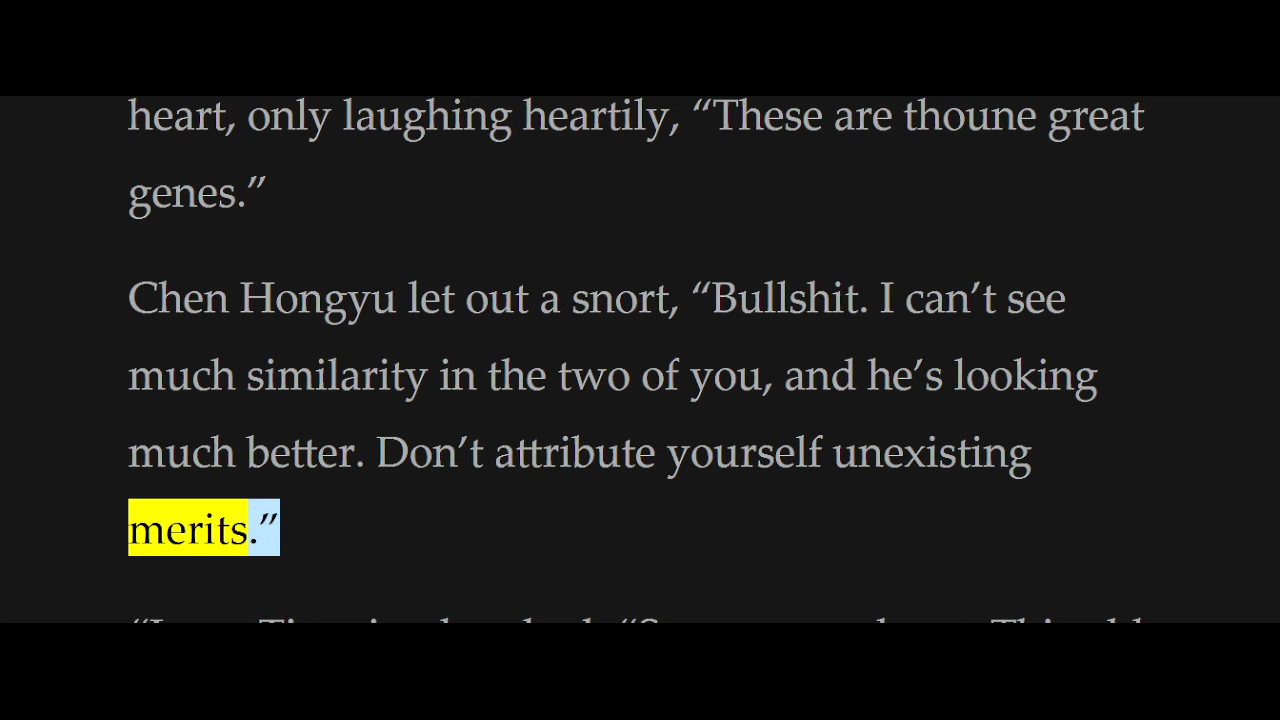 heart, only laughing heartily, “These are thoune great
genes.”
Chen Hongyu let out a snort, “Bullshit. I can’t see
much similarity in the two of you, and he’s looking
much better. Don’t attribute yourself unexisting
merits.”